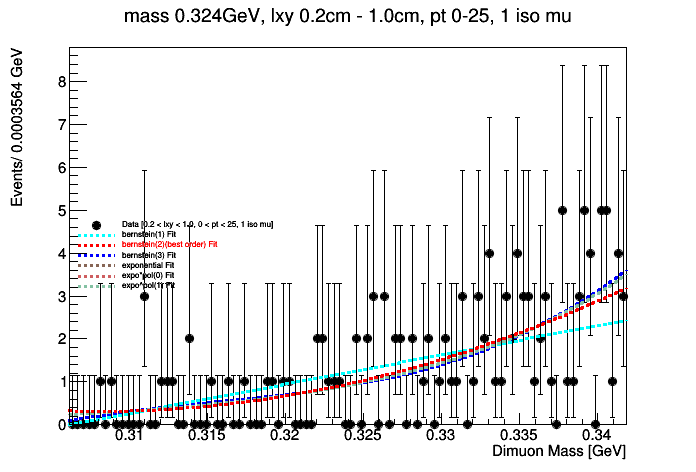 mass 0.324GeV, lxy 0.2cm - 1.0cm, pt 0-25, 1 iso mu
Events/ 0.0003564 GeV
8
7
6
5
4
3
2
1
0
Data [0.2 < lxy < 1.0, 0 < pt < 25, 1 iso mu]
bernstein(1) Fit
bernstein(2)(best order) Fit
bernstein(3) Fit
exponential Fit
expo*pol(0) Fit
expo*pol(1) Fit
0.31 0.315 0.32 0.325 0.33 0.335 0.34
Dimuon Mass [GeV]